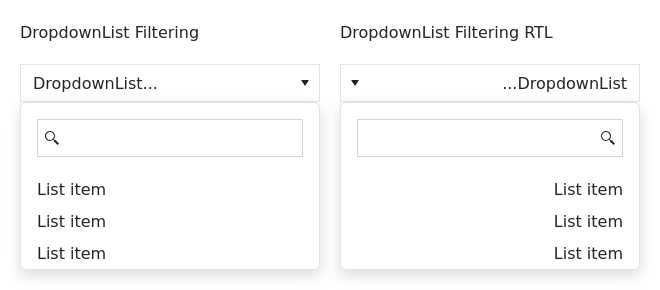 DropdownList Filtering
DropdownList...
List item
List item
List item
DropdownList Filtering RTL
...DropdownList
List item
List item
List item